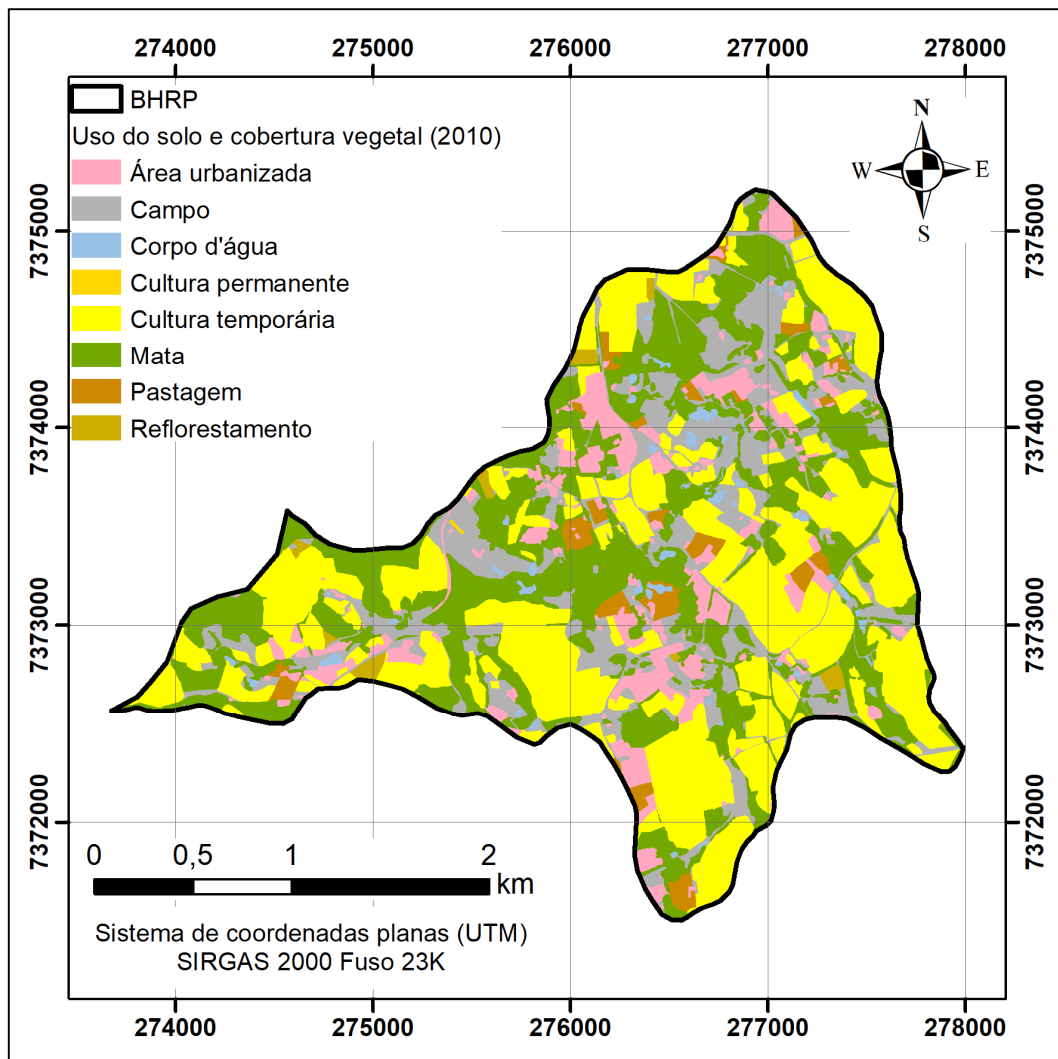 274000 275000 276000 277000 278000
BHRP
Uso do solo e cobertura vegetal (2010)
Área urbanizada
Campo
Corpo d'água
Cultura permanente
Cultura temporária
Mata
Pastagem
Reflorestamento
N
W E
S
7375000 7375000
7374000 7374000
7373000 7373000
7372000 7372000
0 0,5 1 2
km
Sistema de coordenadas planas (UTM)
SIRGAS 2000 Fuso 23K
274000 275000 276000 277000 278000